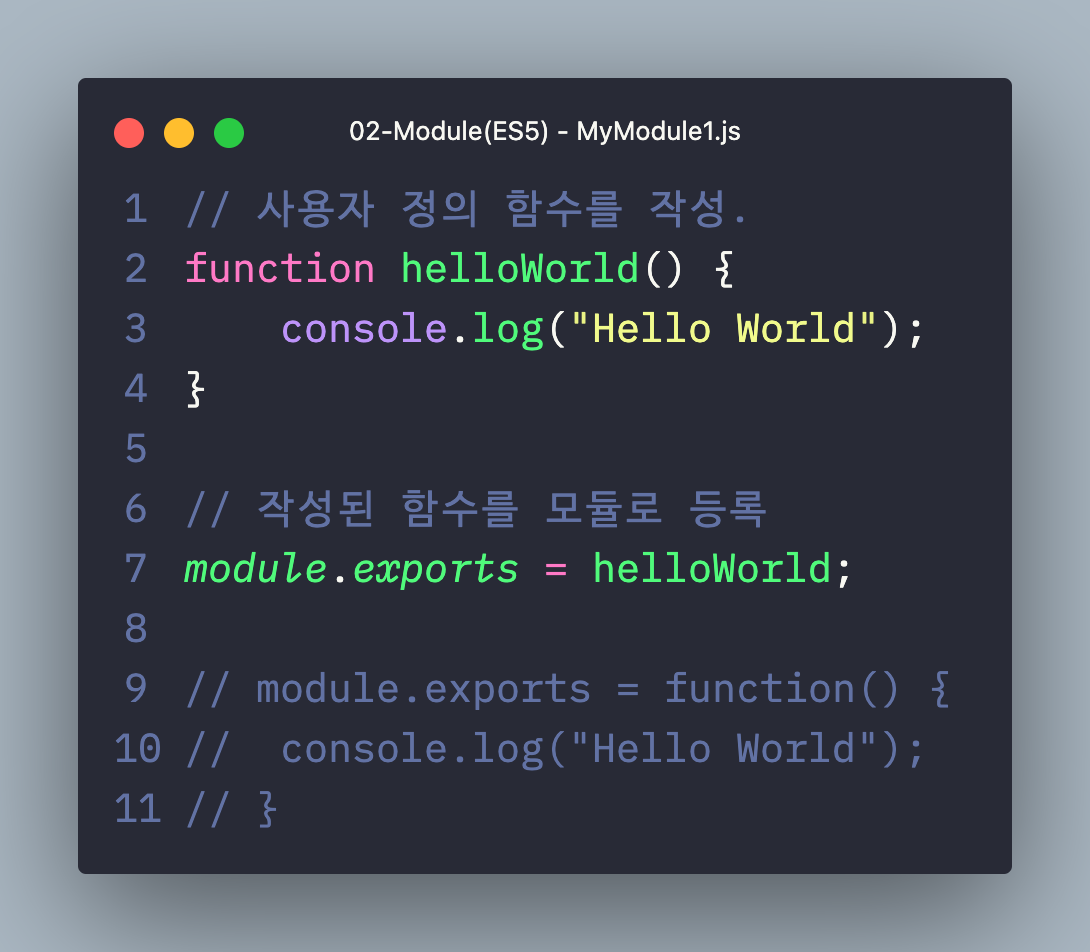 02-Module(ES5) - MyModule1.js
1 // 사용자 정의 함수를 작성.
2 function helloWorld() {
3     console.log("Hello World");
4 }
5
6 // 작성된 함수를 모듈로 등록
7 module.exports = helloWorld;
8
9 // module.exports = function() {
10 //  console.log("Hello World");
11 // }